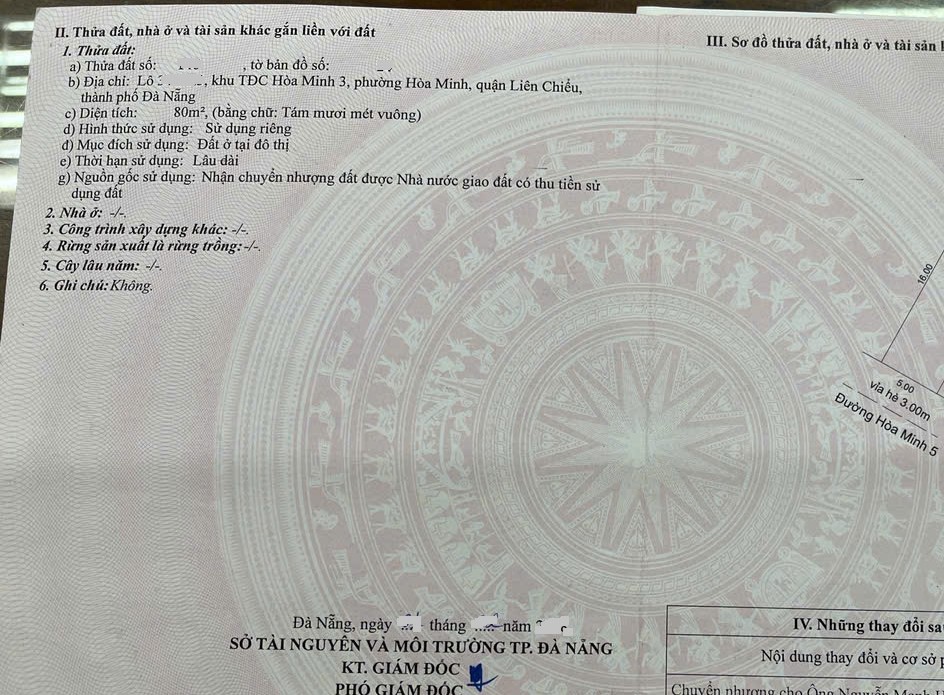 II. Thửa đất, nhà ở và tài sản khác gắn liền với đất
1. Thửa đất:
a) Thửa đất số: , tờ bản đồ số:
b) Địa chỉ: Lô , khu TĐC Hòa Minh 3, phường Hòa Minh, quận Liên Chiểu,
thành phố Đà Nẵng
c) Diện tích: 80m², (bằng chữ: Tám mươi mét vuông)
d) Hình thức sử dụng: Sử dụng riêng
đ) Mục đích sử dụng: Đất ở tại đô thị
e) Thời hạn sử dụng: Lâu dài
g) Nguồn gốc sử dụng: Nhận chuyển nhượng đất được Nhà nước giao đất có thu tiền sử
dụng đất
2. Nhà ở: -/-.
3. Công trình xây dựng khác: -/-.
4. Rừng sản xuất là rừng trồng: -/-.
5. Cây lâu năm: -/-.
6. Ghi chú: Không.
III. Sơ đồ thửa đất, nhà ở và tài sản
16.00
5.00
vỉa hè 3.00m
Đường Hòa Minh 5
Đà Nẵng, ngày tháng năm
SỞ TÀI NGUYÊN VÀ MÔI TRƯỜNG TP. ĐÀ NẴNG
KT. GIÁM ĐỐC
PHÓ GIÁM ĐỐC
IV. Những thay đổi
Nội dung thay đổi và cơ sở
Chuyển nhượng cho Ông Nguyễn